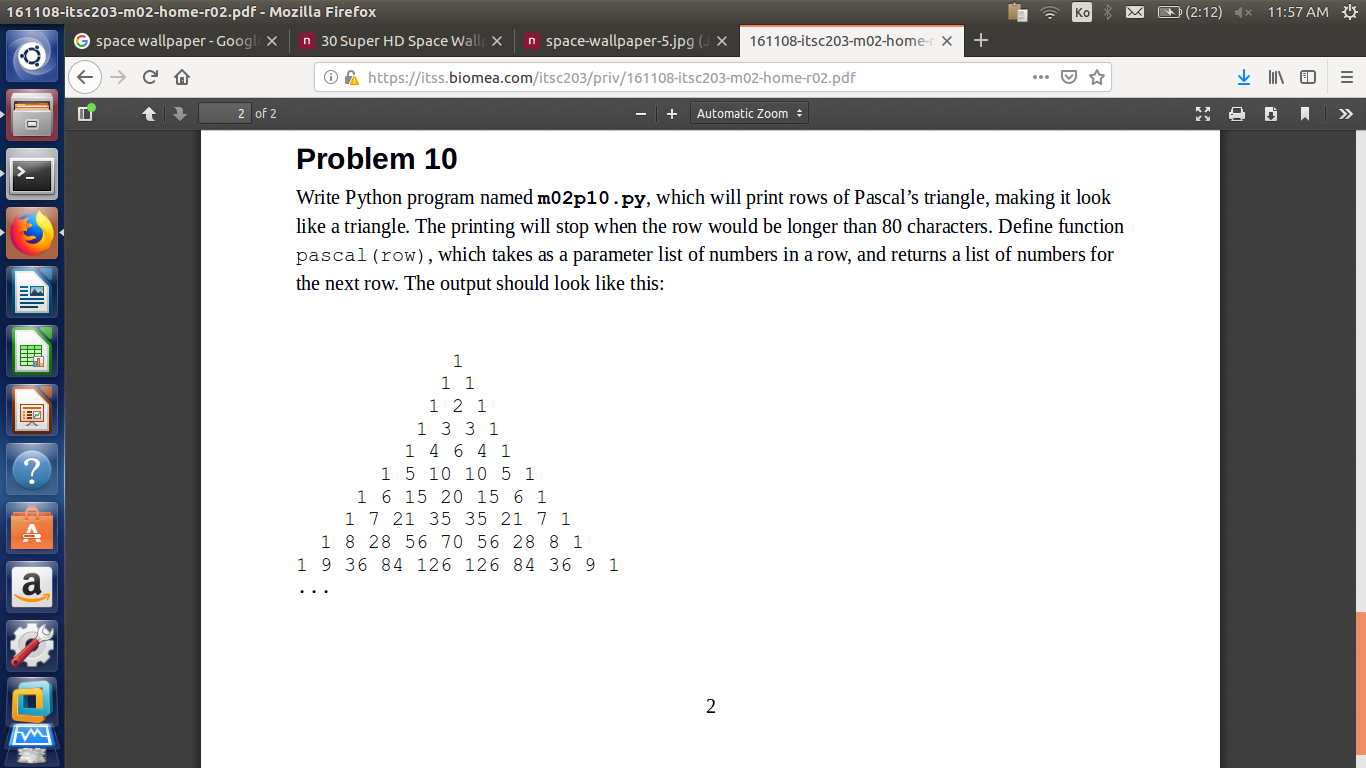 161108-itsc203-m02-home-r02.pdf - Mozilla Firefox
Ko
(2:12)
11:57 AM
space wallpaper - Googl
30 Super HD Space Wall
space-wallpaper-5.jpg (
161108-itsc203-m02-home-r
https://itss.biomea.com/itsc203/priv/161108-itsc203-m02-home-r02.pdf
2 of 2
Automatic Zoom
Problem 10
Write Python program named m02p10.py, which will print rows of Pascal’s triangle, making it look
like a triangle. The printing will stop when the row would be longer than 80 characters. Define function
pascal(row), which takes as a parameter list of numbers in a row, and returns a list of numbers for
the next row. The output should look like this:
1
1 1
1 2 1
1 3 3 1
1 4 6 4 1
1 5 10 10 5 1
1 6 15 20 15 6 1
1 7 21 35 35 21 7 1
1 8 28 56 70 56 28 8 1
1 9 36 84 126 126 84 36 9 1
...
2